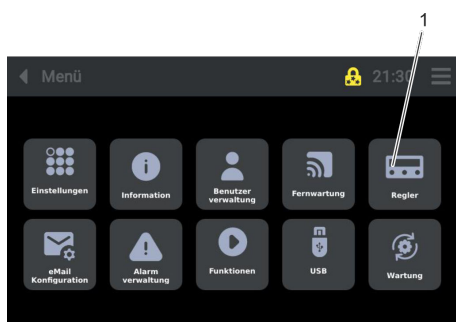 1
Menü 21:30
Einstellungen
Information
Benutzer
verwaltung
Fernwartung
Regler
eMail
Konfiguration
Alarm
verwaltung
Funktionen
USB
Wartung